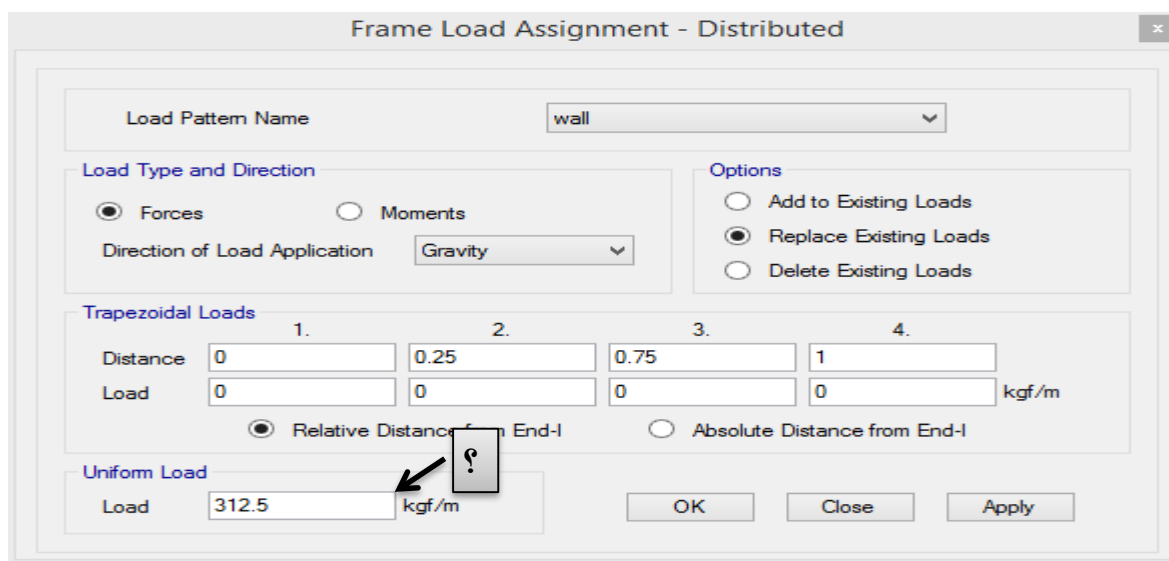 Frame Load Assignment - Distributed
x
Load Pattern Name wall
Load Type and Direction
Forces Moments
Direction of Load Application Gravity
Options
Add to Existing Loads
Replace Existing Loads
Delete Existing Loads
Trapezoidal Loads
1. 2. 3. 4.
Distance 0 0.25 0.75 1
Load 0 0 0 0 kgf/m
Relative Distance from End-I Absolute Distance from End-I
؟
Uniform Load
Load 312.5 kgf/m
OK Close Apply